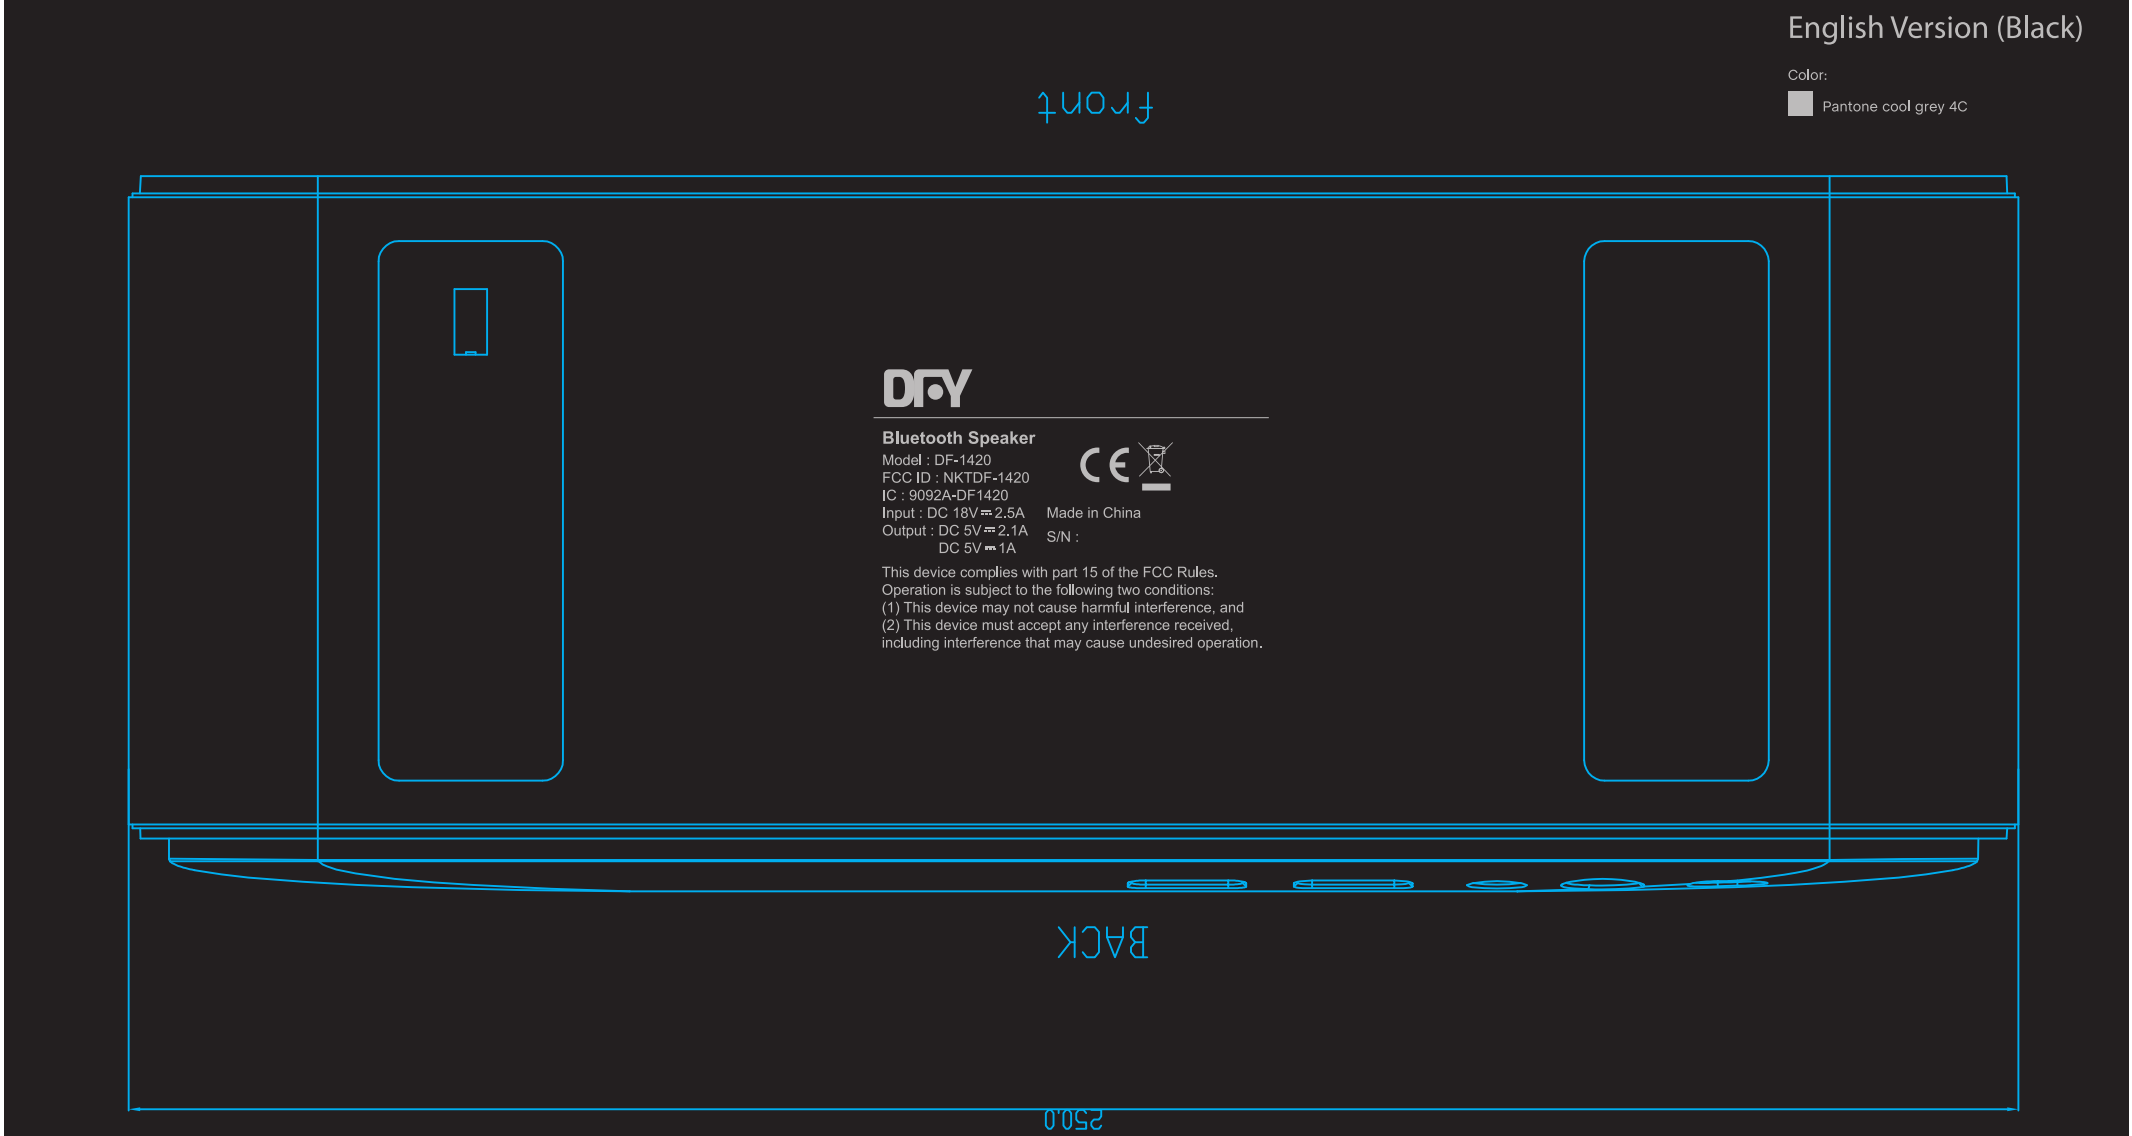 English Version (Black)
Color:
Pantone cool grey 4C
front
DFY
Bluetooth Speaker
Model : DF-1420
FCC ID : NKTDF-1420
IC : 9092A-DF1420
Input : DC 18V⎓2.5A
Output : DC 5V⎓2.1A
DC 5V⎓1A
CE
Made in China
S/N :
This device complies with part 15 of the FCC Rules.
Operation is subject to the following two conditions:
(1) This device may not cause harmful interference, and
(2) This device must accept any interference received,
including interference that may cause undesired operation.
BACK
250.0